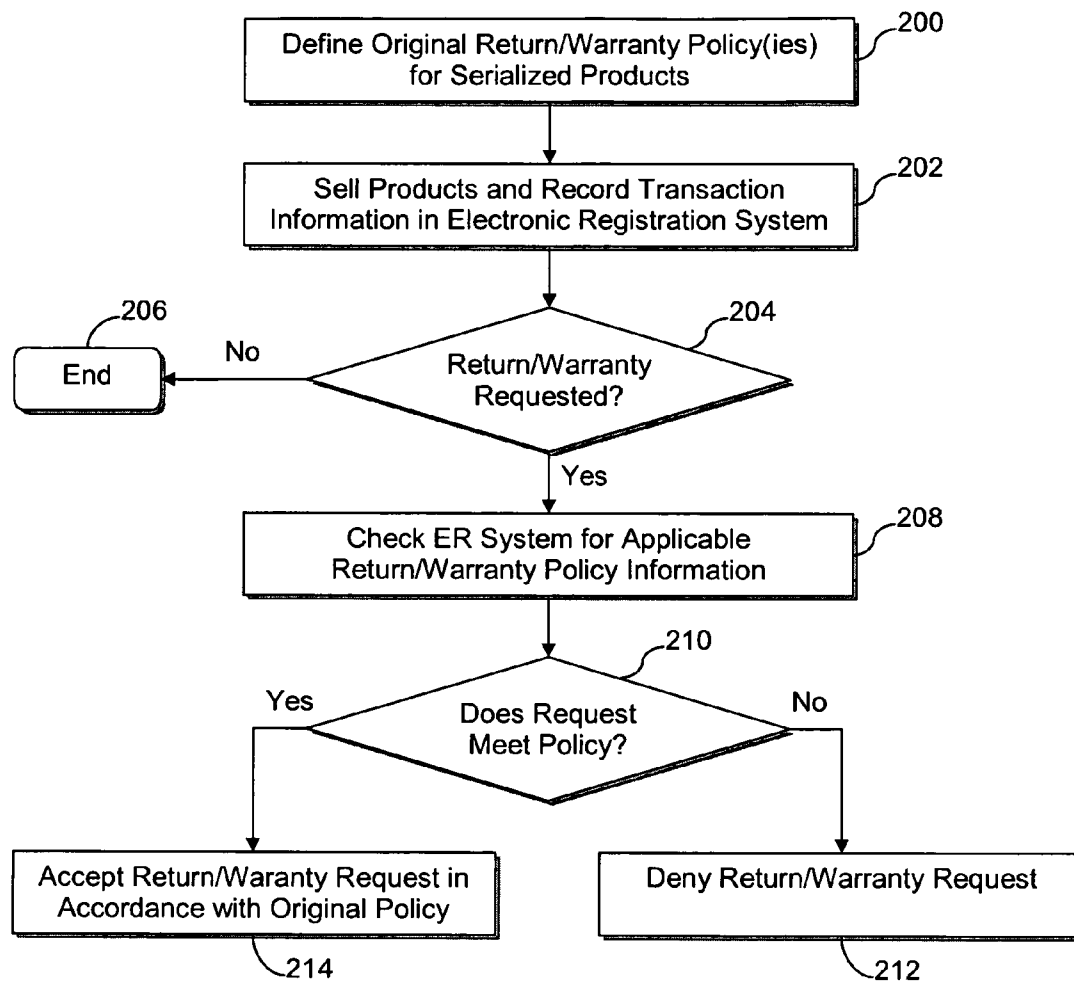 Define Original Return/Warranty Policy(ies)
for Serialized Products
200
Sell Products and Record Transaction
Information in Electronic Registration System
202
206
204
No
End
Return/Warranty
Requested?
Yes
208
Check ER System for Applicable
Return/Warranty Policy Information
210
Yes
No
Does Request
Meet Policy?
Accept Return/Waranty Request in
Accordance with Original Policy
Deny Return/Warranty Request
214
212